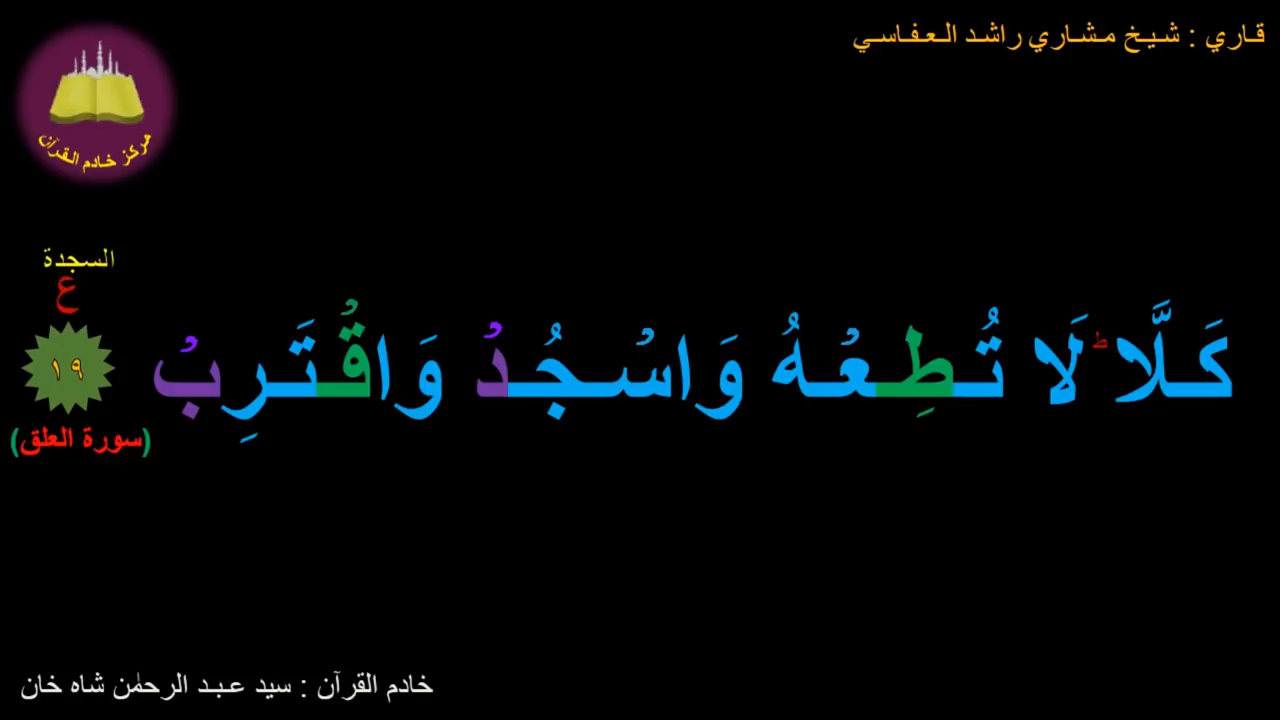 قاري : شيخ مشاري راشد العفاسي
مركز خادم القرآن
السجدة
ع
كَلَّا ؕ لَا تُطِعْهُ وَاسْجُدْ وَاقْتَرِبْ ١٩
(سورة العلق)
خادم القرآن : سيد عبد الرحمٰن شاه خان